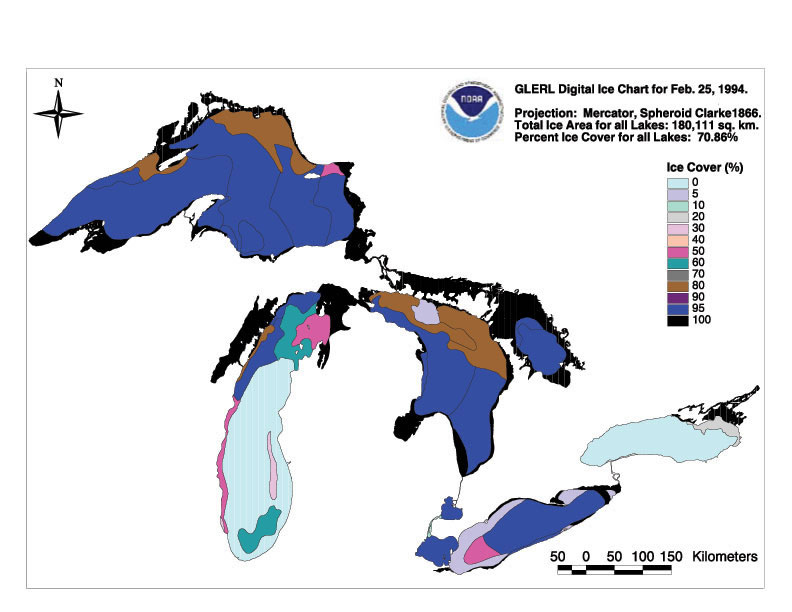 N
NOAA
GLERL Digital Ice Chart for Feb. 25, 1994.
Projection: Mercator, Spheroid Clarke1866.
Total Ice Area for all Lakes: 180,111 sq. km.
Percent Ice Cover for all Lakes: 70.86%
Ice Cover (%)
0
5
10
20
30
40
50
60
70
80
90
95
100
50 0 50 100 150 Kilometers